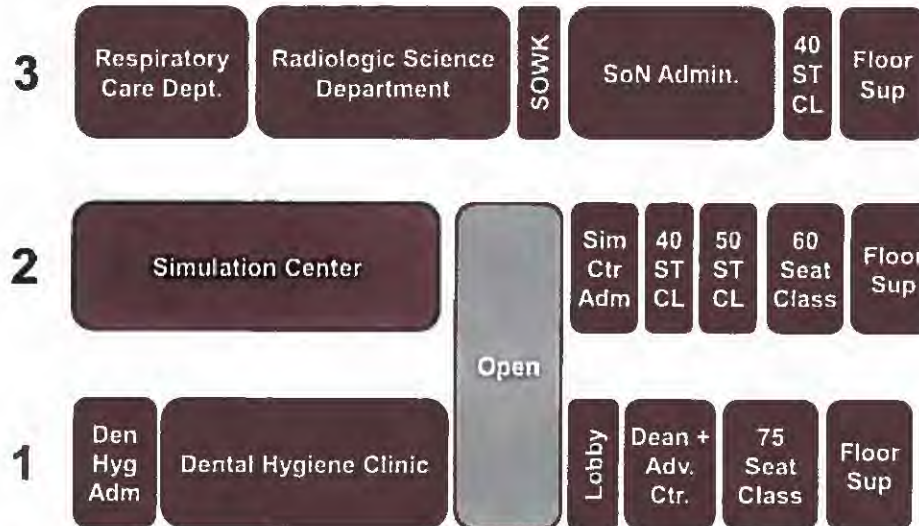 3
Respiratory
Care Dept.
Radiologic Science
Department
SOWK
SoN Admin.
40
ST
CL
Floor
Sup
2
Simulation Center
Sim
Ctr
Adm
40
ST
CL
50
ST
CL
60
Seat
Class
Floor
Sup
Open
1
Den
Hyg
Adm
Dental Hygiene Clinic
Lobby
Dean +
Adv.
Ctr.
75
Seat
Class
Floor
Sup